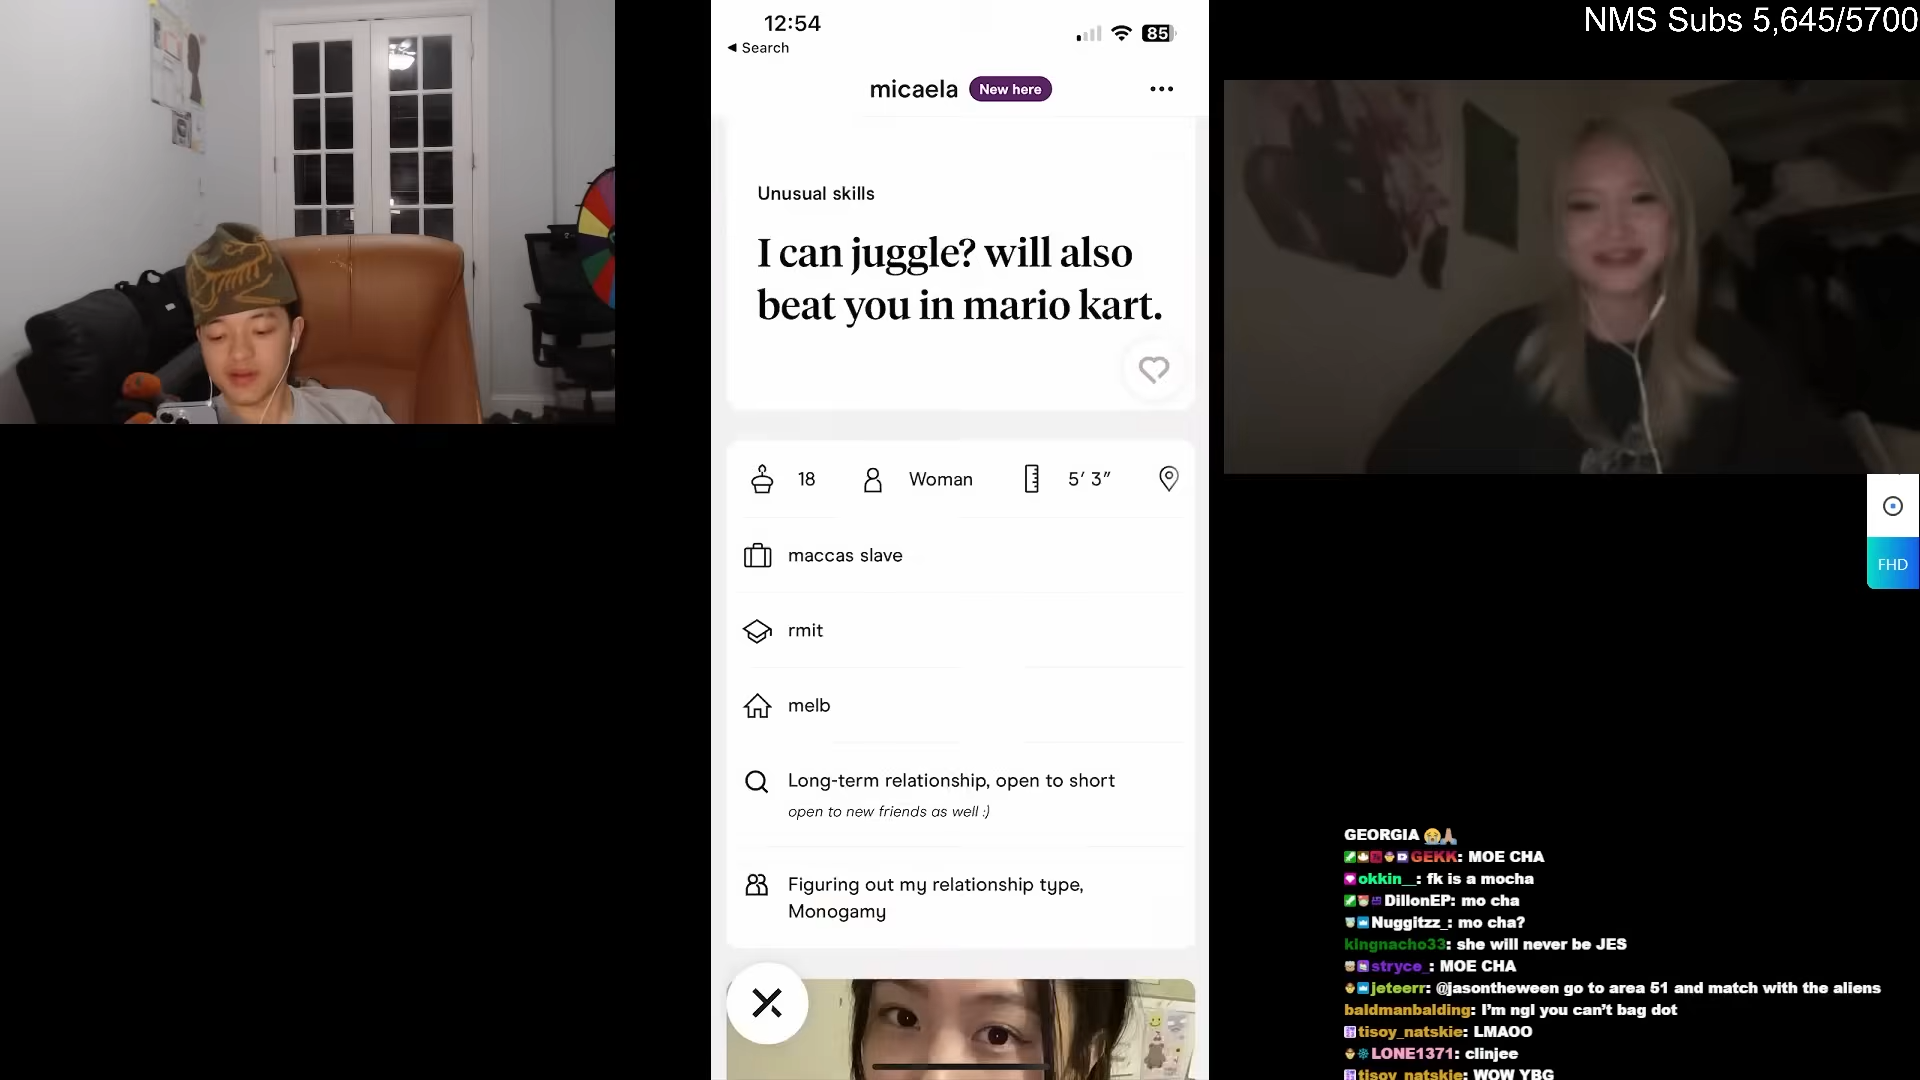 NMS Subs 5,645/5700
12:54
85
◀ Search
micaela
New here
Unusual skills
I can juggle? will also
beat you in mario kart.
18
Woman
5′ 3″
maccas slave
rmit
melb
Long-term relationship, open to short
open to new friends as well :)
Figuring out my relationship type,
Monogamy
FHD
GEORGIA 😭🙏🏽
GEKK: MOE CHA
okkin__: fk is a mocha
DillonEP: mo cha
Nuggitzz_: mo cha?
kingnacho33: she will never be JES
stryce_: MOE CHA
jeteerr: @jasontheween go to area 51 and match with the aliens
baldmanbalding: I’m ngl you can’t bag dot
tisoy_natskie: LMAOO
LONE1371: clinjee
tisoy_natskie: WOW YBG